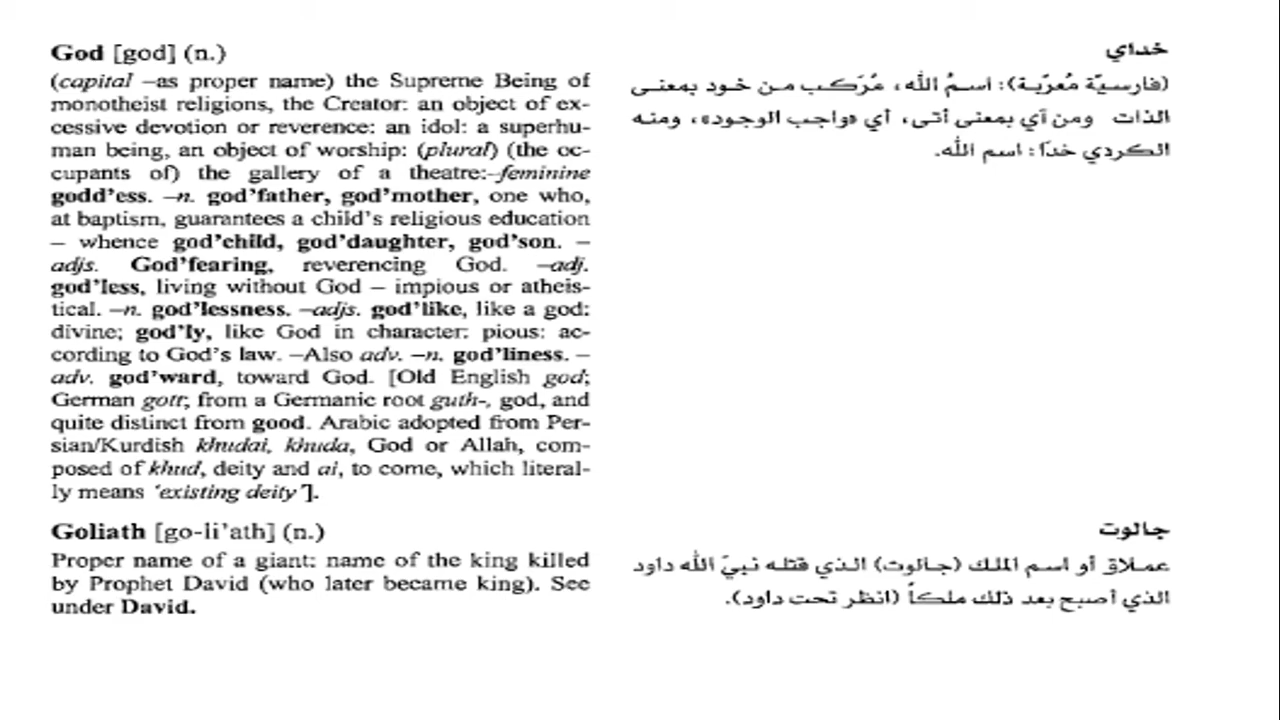 God [god] (n.)
(capital –as proper name) the Supreme Being of
monotheist religions, the Creator: an object of ex-
cessive devotion or reverence: an idol: a superhu-
man being, an object of worship: (plural) (the oc-
cupants of) the gallery of a theatre:–feminine
godd'ess. –n. god'father, god'mother, one who,
at baptism, guarantees a child's religious education
– whence god'child, god'daughter, god'son. –
adjs. God'fearing, reverencing God. –adj.
god'less, living without God – impious or atheis-
tical. –n. god'lessness. –adjs. god'like, like a god:
divine; god'ly, like God in character: pious: ac-
cording to God's law. –Also adv. –n. god'liness. –
adv. god'ward, toward God. [Old English god;
German gott; from a Germanic root guth-, god, and
quite distinct from good. Arabic adopted from Per-
sian/Kurdish khudai, khuda, God or Allah, com-
posed of khud, deity and ai, to come, which literal-
ly means 'existing deity'].
خداي
(فارسيّة مُعرّبة): اسمُ الله، مُرَكب من خود بمعنى
الذات ومن آي بمعنى أتى، أي «واجب الوجود»، ومنه
الكردي خدَا: اسم الله.
Goliath [go-li'ath] (n.)
Proper name of a giant: name of the king killed
by Prophet David (who later became king). See
under David.
جالوت
عملاق أو اسم الملك (جالوت) الذي قتله نبيّ الله داود
الذي أصبح بعد ذلك ملكاً (انظر تحت داود).